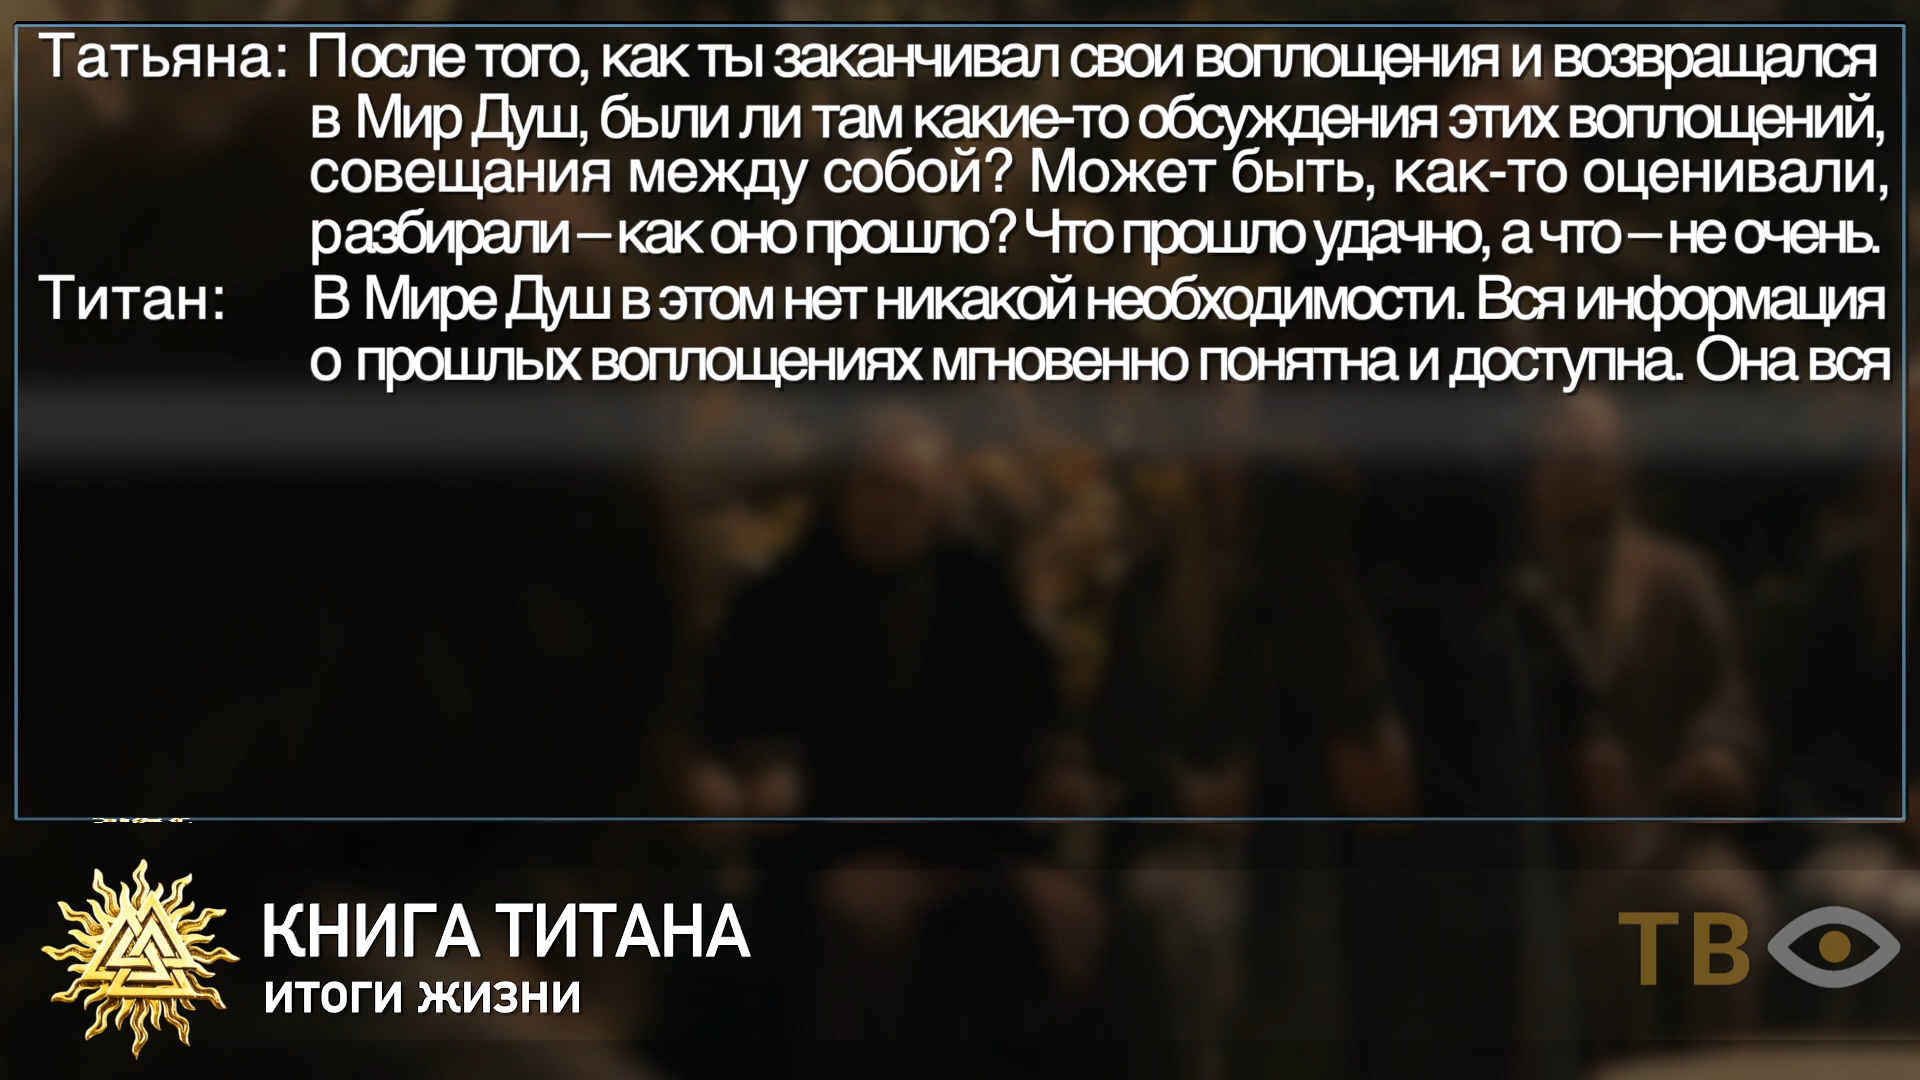 Татьяна: После того, как ты заканчивал свои воплощения и возвращался
в Мир Душ, были ли там какие-то обсуждения этих воплощений,
совещания между собой? Может быть, как-то оценивали,
разбирали – как оно прошло? Что прошло удачно, а что – не очень.
Титан: В Мире Душ в этом нет никакой необходимости. Вся информация
о прошлых воплощениях мгновенно понятна и доступна. Она вся
КНИГА ТИТАНА
ИТОГИ ЖИЗНИ
ТВ